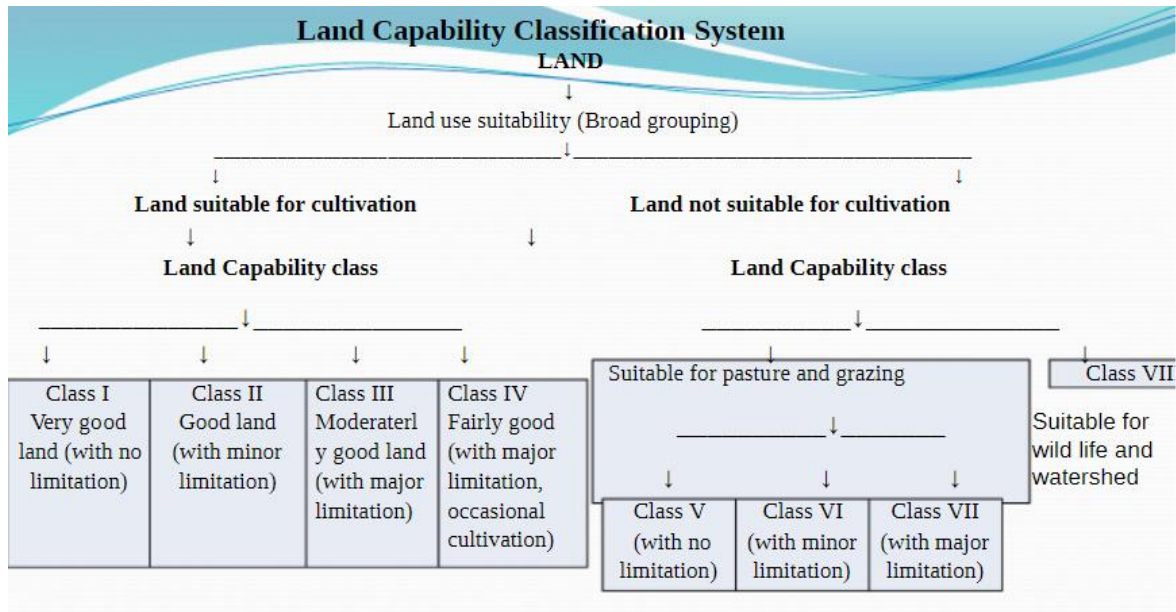 Land Capability Classification System
LAND
↓
Land use suitability (Broad grouping)
↓
↓ ↓
Land suitable for cultivation Land not suitable for cultivation
↓ ↓
Land Capability class Land Capability class
↓ ↓
↓ ↓ ↓ ↓ ↓ ↓
Class I
Very good
land (with no
limitation)
Class II
Good land
(with minor
limitation)
Class III
Moderaterl
y good land
(with major
limitation)
Class IV
Fairly good
(with major
limitation,
occasional
cultivation)
Suitable for pasture and grazing
↓
↓ ↓ ↓
Class V
(with no
limitation)
Class VI
(with minor
limitation)
Class VII
(with major
limitation)
Class VII
Suitable for
wild life and
watershed